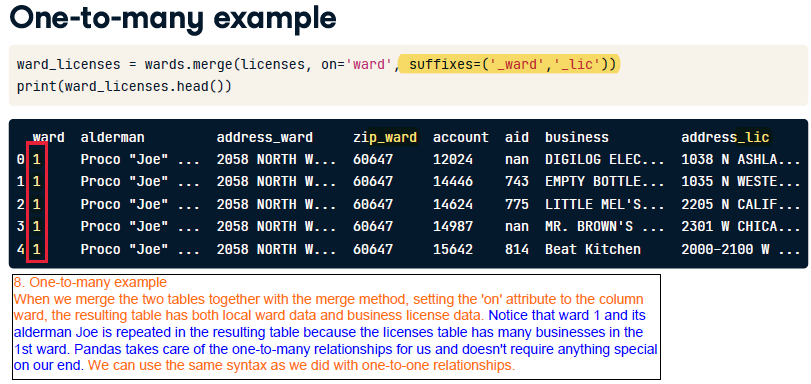 One-to-many example
ward_licenses = wards.merge(licenses, on='ward', suffixes=('_ward','_lic'))
print(ward_licenses.head())
ward alderman address_ward zip_ward account aid business address_lic
0 1 Proco "Joe" ... 2058 NORTH W... 60647 12024 nan DIGILOG ELEC... 1038 N ASHLA...
1 1 Proco "Joe" ... 2058 NORTH W... 60647 14446 743 EMPTY BOTTLE... 1035 N WESTE...
2 1 Proco "Joe" ... 2058 NORTH W... 60647 14624 775 LITTLE MEL'S... 2205 N CALIF...
3 1 Proco "Joe" ... 2058 NORTH W... 60647 14987 nan MR. BROWN'S ... 2301 W CHICA...
4 1 Proco "Joe" ... 2058 NORTH W... 60647 15642 814 Beat Kitchen 2000-2100 W ...
8. One-to-many example
When we merge the two tables together with the merge method, setting the 'on' attribute to the column
ward, the resulting table has both local ward data and business license data. Notice that ward 1 and its
alderman Joe is repeated in the resulting table because the licenses table has many businesses in the
1st ward. Pandas takes care of the one-to-many relationships for us and doesn't require anything special
on our end. We can use the same syntax as we did with one-to-one relationships.